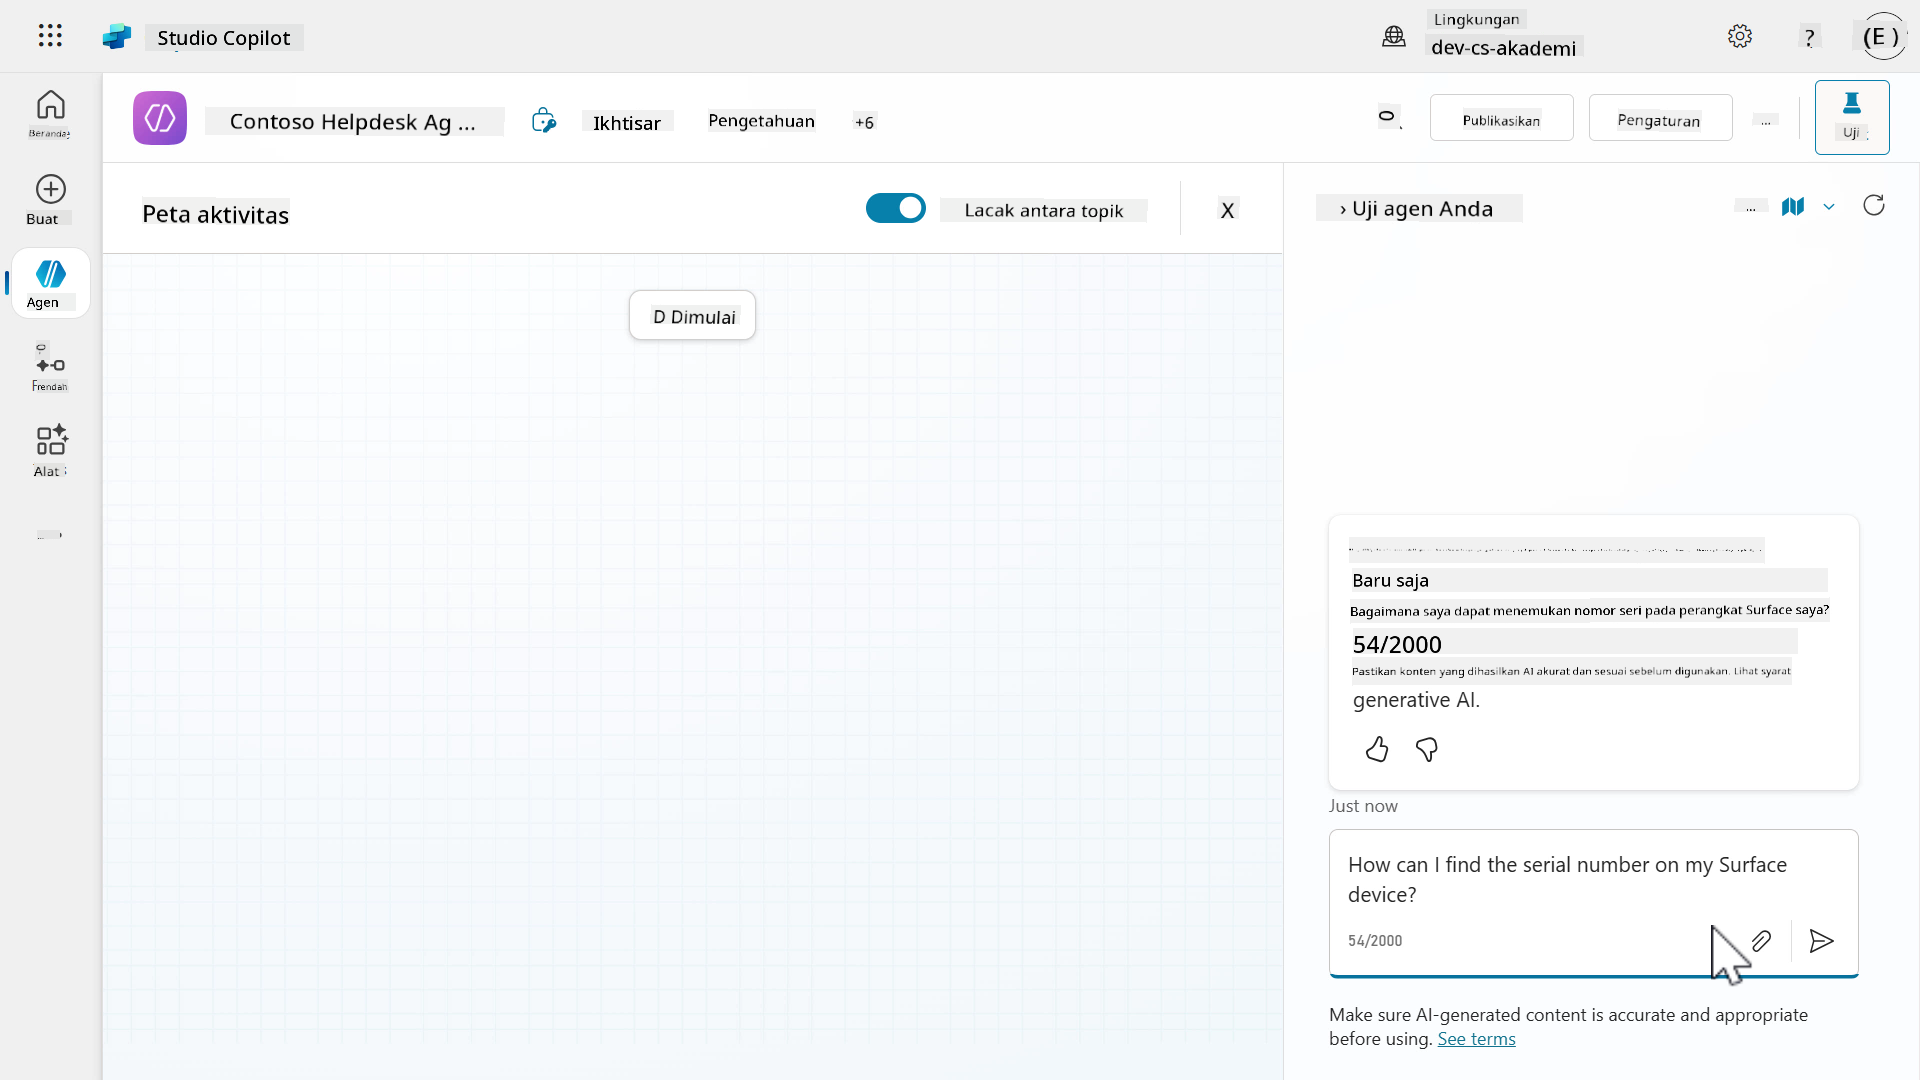 Studio Copilot
Lingkungan
dev-cs-akademi
?
(E )
Beranda
Buat
Agen
Alat
Contoso Helpdesk Ag ...
Ikhtisar
Pengetahuan
+6
Publikasikan
Pengaturan
...
Uji
Peta aktivitas
Lacak antara topik
X
D Dimulai
› Uji agen Anda
...
Baru saja
Bagaimana saya dapat menemukan nomor seri pada perangkat Surface saya?
54/2000
Pastikan konten yang dihasilkan AI akurat dan sesuai sebelum digunakan. Lihat syarat
generative AI.
Just now
How can I find the serial number on my Surface
device?
54/2000
Make sure AI-generated content is accurate and appropriate
before using. See terms